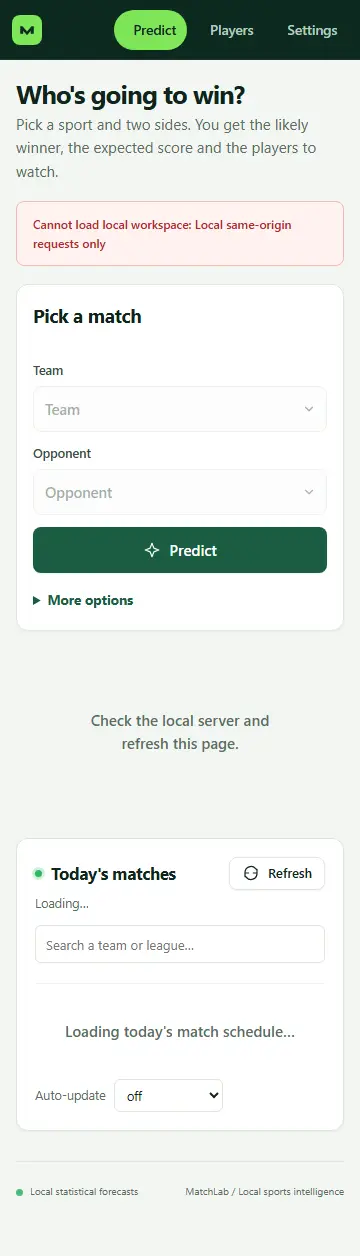 Predict
Players
Settings
Who's going to win?
Pick a sport and two sides. You get the likely
winner, the expected score and the players to
watch.
Cannot load local workspace: Local same-origin
requests only
Pick a match
Team
Team
Opponent
Opponent
Predict
More options
Check the local server and
refresh this page.
Today's matches
Refresh
Loading...
Search a team or league...
Loading today's match schedule...
Auto-update
off
Local statistical forecasts
MatchLab / Local sports intelligence